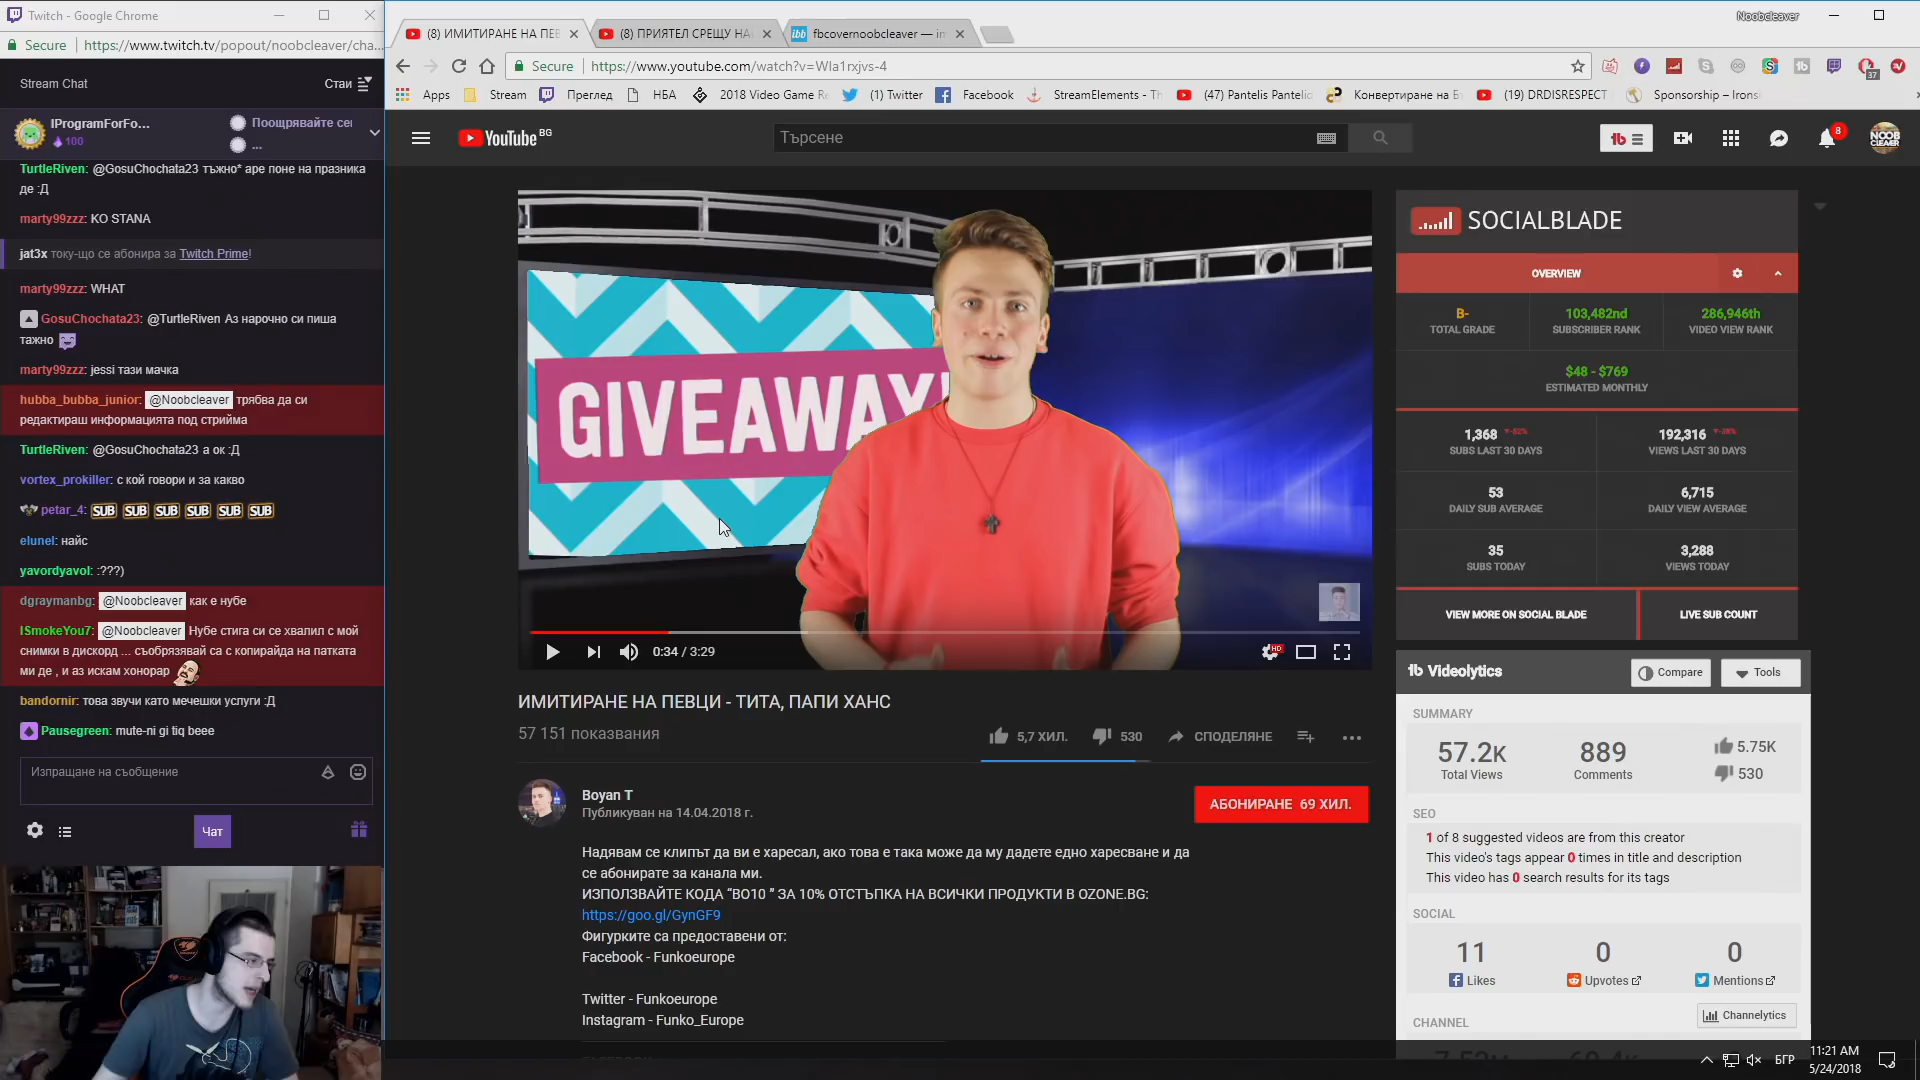 Twitch - Google Chrome
Secure | https://www.twitch.tv/popout/noobcleaver/cha...
Stream Chat
Стаи
IProgramForFo...
100
Поощрявайте се
...
TurtleRiven: @GosuChochata23 тъжно* аре поне на празника
де :Д
marty99zzz: KO STANA
jat3x току-що се абонира за Twitch Prime!
marty99zzz: WHAT
GosuChochata23: @TurtleRiven Аз нарочно си пиша
тажно
marty99zzz: jessi тази мачка
hubba_bubba_junior: @Noobcleaver трябва да си
редактираш информацията под стрийма
TurtleRiven: @GosuChochata23 а ок :Д
vortex_prokiller: с кой говори и за какво
petar_4: SUB SUB SUB SUB SUB SUB
elunel: найс
yavordyavol: :???)
dgraymanbg: @Noobcleaver как е нубе
ISmokeYou7: @Noobcleaver Нубе стига си се хвалил с мой
снимки в дискорд ... съобрязявай са с копирайда на патката
ми де , и аз искам хонорар
bandornir: това звучи като мечешки услуги :Д
Pausegreen: mute-ni gi tiq beee
Изпращане на съобщение
Чат
(8) ИМИТИРАНЕ НА ПЕВ
(8) ПРИЯТЕЛ СРЕЩУ НА
ibb fbcovernoobcleaver — im
Noobcleaver
Secure | https://www.youtube.com/watch?v=Wla1rxjvs-4
37
Apps
Stream
Преглед
НБА
2018 Video Game Re
(1) Twitter
Facebook
StreamElements - Th
(47) Pantelis Pantelic
Конвертиране на Бъ
(19) DRDISRESPECT
Sponsorship – Irons
YouTube BG
Търсене
8
NOOB CLEAVER
GIVEAWAY!
0:34 / 3:29
HD
ИМИТИРАНЕ НА ПЕВЦИ - ТИТА, ПАПИ ХАНС
57 151 показвания
5,7 ХИЛ.
530
СПОДЕЛЯНЕ
Boyan T
Публикуван на 14.04.2018 г.
АБОНИРАНЕ 69 ХИЛ.
Надявам се клипът да ви е харесал, ако това е така може да му дадете едно харесване и да
се абонирате за канала ми.
ИЗПОЛЗВАЙТЕ КОДА “BO10 ” ЗА 10% ОТСТЪПКА НА ВСИЧКИ ПРОДУКТИ В OZONE.BG:
https://goo.gl/GynGF9
Фигурките са предоставени от:
Facebook - Funkoeurope
Twitter - Funkoeurope
Instagram - Funko_Europe
SOCIALBLADE
OVERVIEW
B-
TOTAL GRADE
103,482nd
SUBSCRIBER RANK
286,946th
VIDEO VIEW RANK
$48 - $769
ESTIMATED MONTHLY
1,368
SUBS LAST 30 DAYS
192,316
VIEWS LAST 30 DAYS
53
DAILY SUB AVERAGE
6,715
DAILY VIEW AVERAGE
35
SUBS TODAY
3,288
VIEWS TODAY
VIEW MORE ON SOCIAL BLADE
LIVE SUB COUNT
Videolytics
Compare
Tools
SUMMARY
57.2K
Total Views
889
Comments
5.75K
530
SEO
1 of 8 suggested videos are from this creator
This video's tags appear 0 times in title and description
This video has 0 search results for its tags
SOCIAL
11
Likes
0
Upvotes
0
Mentions
Channelytics
CHANNEL
БГР
11:21 AM
5/24/2018